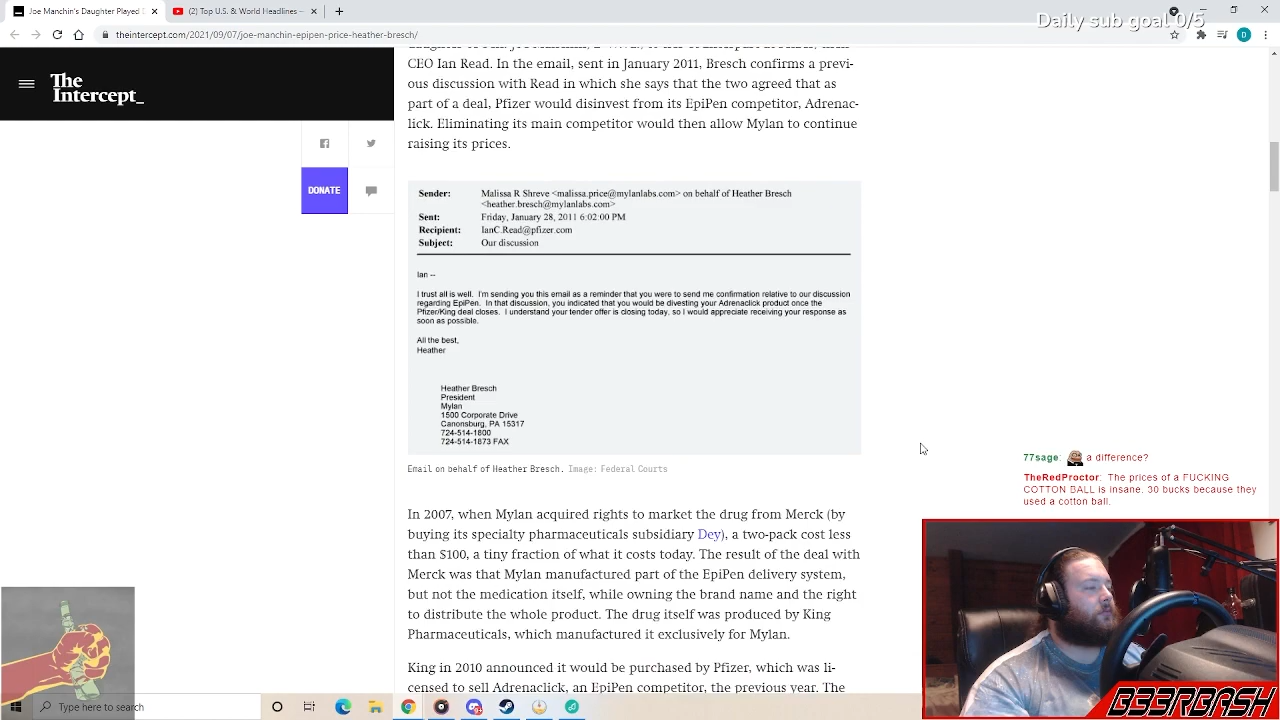 Joe Manchin's Daughter Played D
(2) Top U.S. & World Headlines —
Daily sub goal 0/5
theintercept.com/2021/09/07/joe-manchin-epipen-price-heather-bresch/
The
Intercept_
DONATE
CEO Ian Read. In the email, sent in January 2011, Bresch confirms a previ-
ous discussion with Read in which she says that the two agreed that as
part of a deal, Pfizer would disinvest from its EpiPen competitor, Adrenac-
lick. Eliminating its main competitor would then allow Mylan to continue
raising its prices.
Sender: Malissa R Shreve <malissa.price@mylanlabs.com> on behalf of Heather Bresch
<heather.bresch@mylanlabs.com>
Sent: Friday, January 28, 2011 6:02:00 PM
Recipient: IanC.Read@pfizer.com
Subject: Our discussion
Ian --
I trust all is well. I'm sending you this email as a reminder that you were to send me confirmation relative to our discussion
regarding EpiPen. In that discussion, you indicated that you would be divesting your Adrenaclick product once the
Pfizer/King deal closes. I understand your tender offer is closing today, so I would appreciate receiving your response as
soon as possible.
All the best,
Heather
Heather Bresch
President
Mylan
1500 Corporate Drive
Canonsburg, PA 15317
724-514-1800
724-514-1873 FAX
Email on behalf of Heather Bresch. Image: Federal Courts
In 2007, when Mylan acquired rights to market the drug from Merck (by
buying its specialty pharmaceuticals subsidiary Dey), a two-pack cost less
than $100, a tiny fraction of what it costs today. The result of the deal with
Merck was that Mylan manufactured part of the EpiPen delivery system,
but not the medication itself, while owning the brand name and the right
to distribute the whole product. The drug itself was produced by King
Pharmaceuticals, which manufactured it exclusively for Mylan.
King in 2010 announced it would be purchased by Pfizer, which was li-
censed to sell Adrenaclick, an EpiPen competitor, the previous year. The
77sage: a difference?
TheRedProctor: The prices of a FUCKING
COTTON BALL is insane. 30 bucks because they
used a cotton ball.
B33RBASH
Type here to search